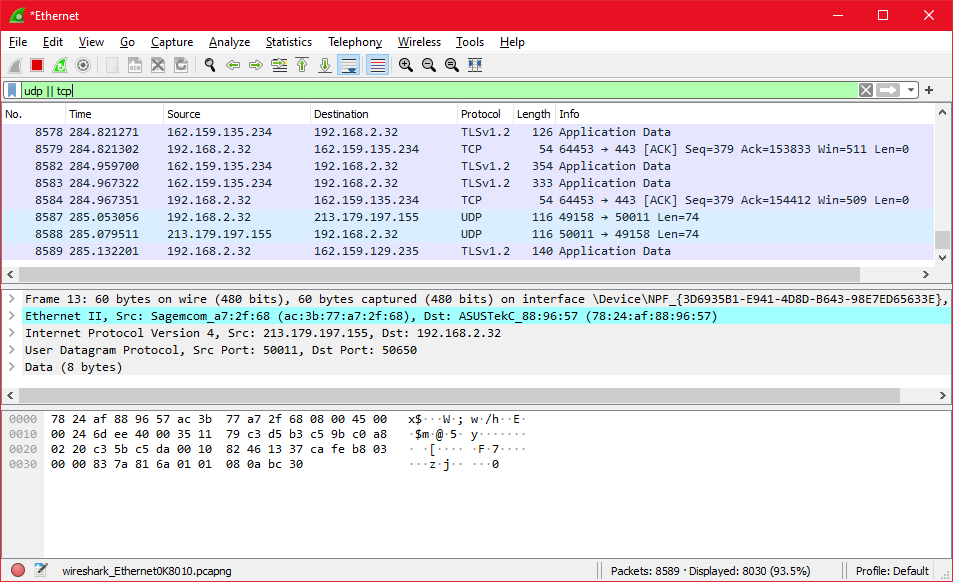 *Ethernet
File Edit View Go Capture Analyze Statistics Telephony Wireless Tools Help
udp || tcp
No. Time Source Destination Protocol Length Info
8578 284.821271 162.159.135.234 192.168.2.32 TLSv1.2 126 Application Data
8579 284.821302 192.168.2.32 162.159.135.234 TCP 54 64453 → 443 [ACK] Seq=379 Ack=153833 Win=511 Len=0
8582 284.959700 162.159.135.234 192.168.2.32 TLSv1.2 354 Application Data
8583 284.967322 162.159.135.234 192.168.2.32 TLSv1.2 333 Application Data
8584 284.967351 192.168.2.32 162.159.135.234 TCP 54 64453 → 443 [ACK] Seq=379 Ack=154412 Win=509 Len=0
8587 285.053056 192.168.2.32 213.179.197.155 UDP 116 49158 → 50011 Len=74
8588 285.079511 213.179.197.155 192.168.2.32 UDP 116 50011 → 49158 Len=74
8589 285.132201 192.168.2.32 162.159.129.235 TLSv1.2 140 Application Data
Frame 13: 60 bytes on wire (480 bits), 60 bytes captured (480 bits) on interface \Device\NPF_{3D6935B1-E941-4D8D-B643-98E7ED65633E},
Ethernet II, Src: Sagemcom_a7:2f:68 (ac:3b:77:a7:2f:68), Dst: ASUSTekC_88:96:57 (78:24:af:88:96:57)
Internet Protocol Version 4, Src: 213.179.197.155, Dst: 192.168.2.32
User Datagram Protocol, Src Port: 50011, Dst Port: 50650
Data (8 bytes)
0000 78 24 af 88 96 57 ac 3b 77 a7 2f 68 08 00 45 00 x$···W·; w·/h··E·
0010 00 24 6d ee 40 00 35 11 79 c3 d5 b3 c5 9b c0 a8 ·$m·@·5· y·······
0020 02 20 c3 5b c5 da 00 10 82 46 13 37 ca fe b8 03 · ·[···· ·F·7····
0030 00 00 83 7a 81 6a 01 01 08 0a bc 30 ···z·j·· ···0
wireshark_Ethernet0K8010.pcapng
Packets: 8589 · Displayed: 8030 (93.5%)
Profile: Default